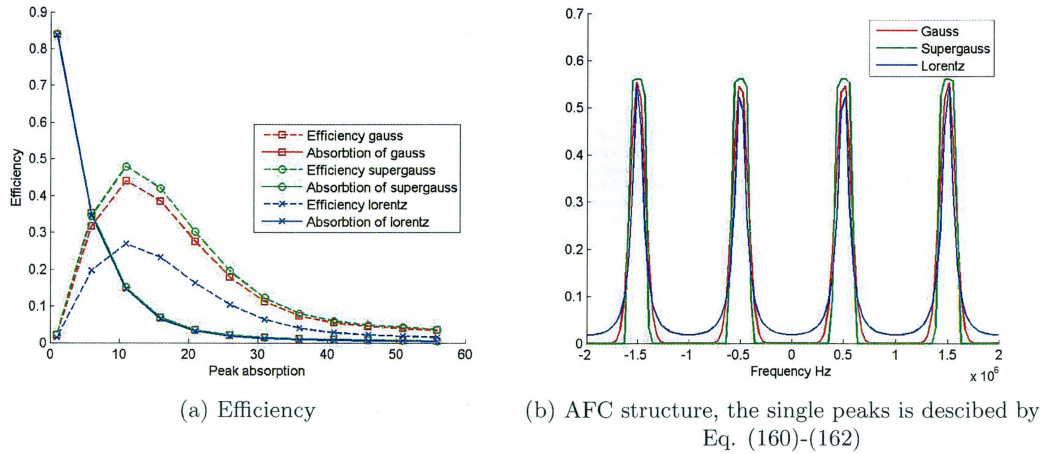 0.9
0.8
0.7
0.6
0.5
0.4
0.3
0.2
0.1
0
0
10
20
30
40
50
60
Efficiency
Peak absorption
Efficiency gauss
Absorbtion of gauss
Efficiency supergauss
Absorbtion of supergauss
Efficiency lorentz
Absorbtion of lorentz
(a) Efficiency
0.7
0.6
0.5
0.4
0.3
0.2
0.1
0
-2
-1.5
-1
-0.5
0
0.5
1
1.5
2
Frequency Hz
x 10^6
Gauss
Supergauss
Lorentz
(b) AFC structure, the single peaks is descibed by
Eq. (160)-(162)